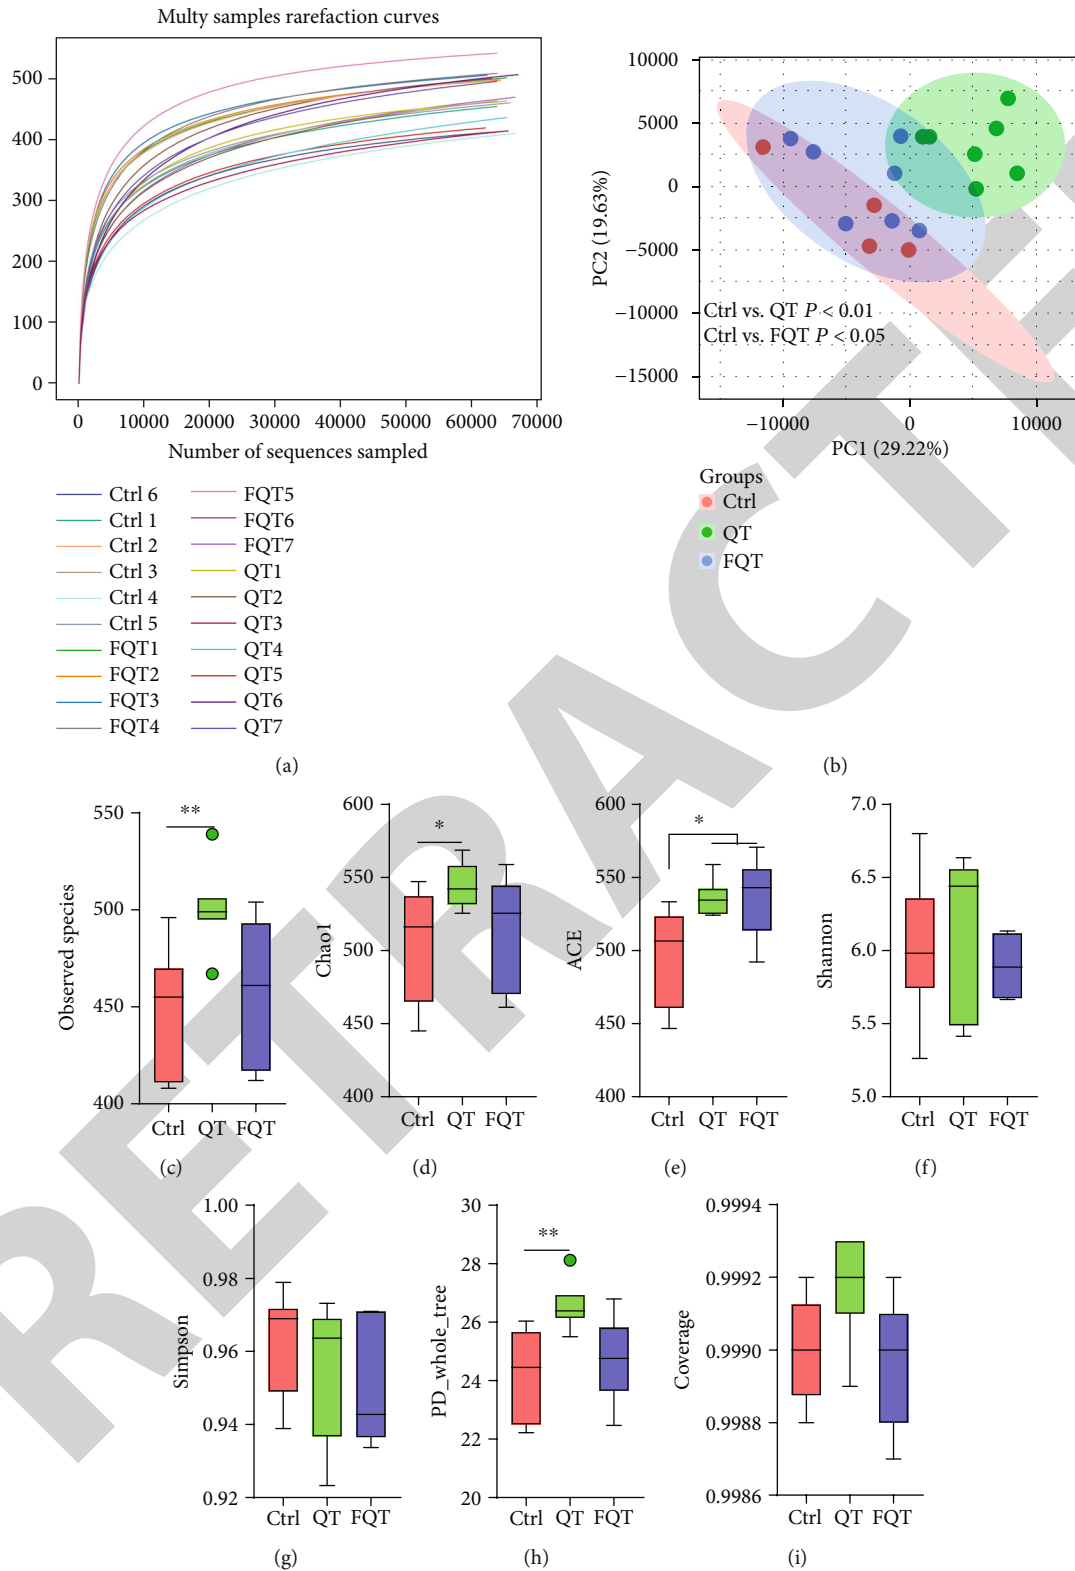 Multy samples rarefaction curves
500
400
300
200
100
0
0 10000 20000 30000 40000 50000 60000 70000
Number of sequences sampled
Ctrl 6
Ctrl 1
Ctrl 2
Ctrl 3
Ctrl 4
Ctrl 5
FQT1
FQT2
FQT3
FQT4
FQT5
FQT6
FQT7
QT1
QT2
QT3
QT4
QT5
QT6
QT7
(a)
10000
5000
0
−5000
−10000
−15000
PC2 (19.63%)
Ctrl vs. QT P < 0.01
Ctrl vs. FQT P < 0.05
−10000 0 10000
PC1 (29.22%)
Groups
Ctrl
QT
FQT
(b)
550
500
450
400
Observed species
**
Ctrl QT FQT
(c)
600
550
500
450
400
Chao1
*
Ctrl QT FQT
(d)
600
550
500
450
400
ACE
*
Ctrl QT FQT
(e)
7.0
6.5
6.0
5.5
5.0
Shannon
Ctrl QT FQT
(f)
1.00
0.98
0.96
0.94
0.92
Simpson
Ctrl QT FQT
(g)
30
28
26
24
22
20
PD_whole_tree
**
Ctrl QT FQT
(h)
0.9994
0.9992
0.9990
0.9988
0.9986
Coverage
Ctrl QT FQT
(i)
RETRACTE